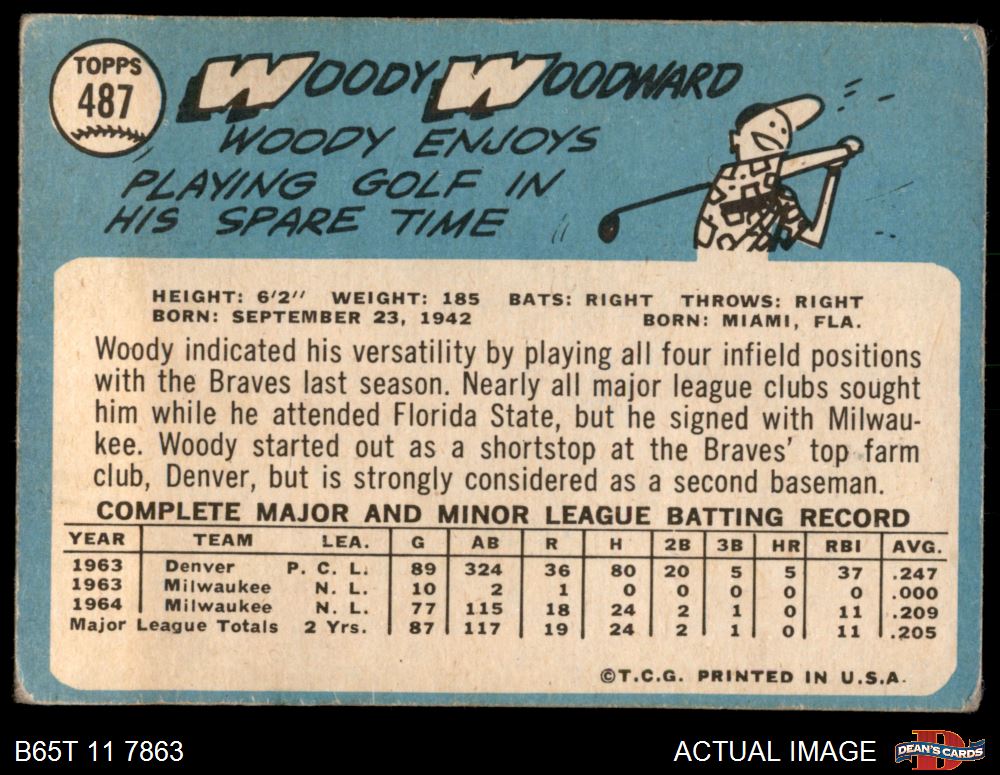 TOPPS
487
WOODY WOODWARD
WOODY ENJOYS
PLAYING GOLF IN
HIS SPARE TIME
HEIGHT: 6'2" WEIGHT: 185 BATS: RIGHT THROWS: RIGHT
BORN: SEPTEMBER 23, 1942 BORN: MIAMI, FLA.
Woody indicated his versatility by playing all four infield positions
with the Braves last season. Nearly all major league clubs sought
him while he attended Florida State, but he signed with Milwau-
kee. Woody started out as a shortstop at the Braves' top farm
club, Denver, but is strongly considered as a second baseman.
COMPLETE MAJOR AND MINOR LEAGUE BATTING RECORD
YEAR TEAM LEA. G AB R H 2B 3B HR RBI AVG.
1963 Denver P. C. L. 89 324 36 80 20 5 5 37 .247
1963 Milwaukee N. L. 10 2 1 0 0 0 0 0 .000
1964 Milwaukee N. L. 77 115 18 24 2 1 0 11 .209
Major League Totals 2 Yrs. 87 117 19 24 2 1 0 11 .205
©T.C.G. PRINTED IN U.S.A.
B65T 11 7863 ACTUAL IMAGE DEAN'S CARDS